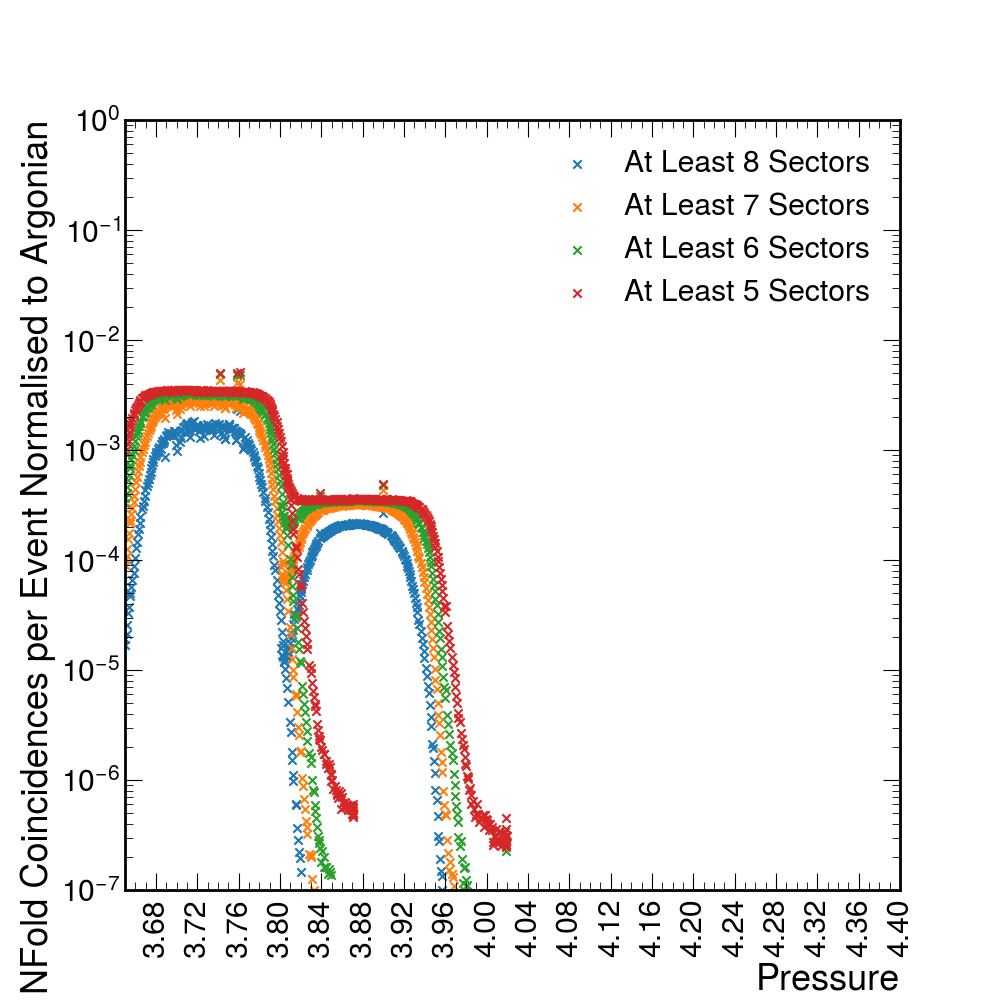 NFold Coincidences per Event Normalised to Argonian
10⁰
10⁻¹
10⁻²
10⁻³
10⁻⁴
10⁻⁵
10⁻⁶
10⁻⁷
At Least 8 Sectors
At Least 7 Sectors
At Least 6 Sectors
At Least 5 Sectors
3.68 3.72 3.76 3.80 3.84 3.88 3.92 3.96 4.00 4.04 4.08 4.12 4.16 4.20 4.24 4.28 4.32 4.36 4.40
Pressure